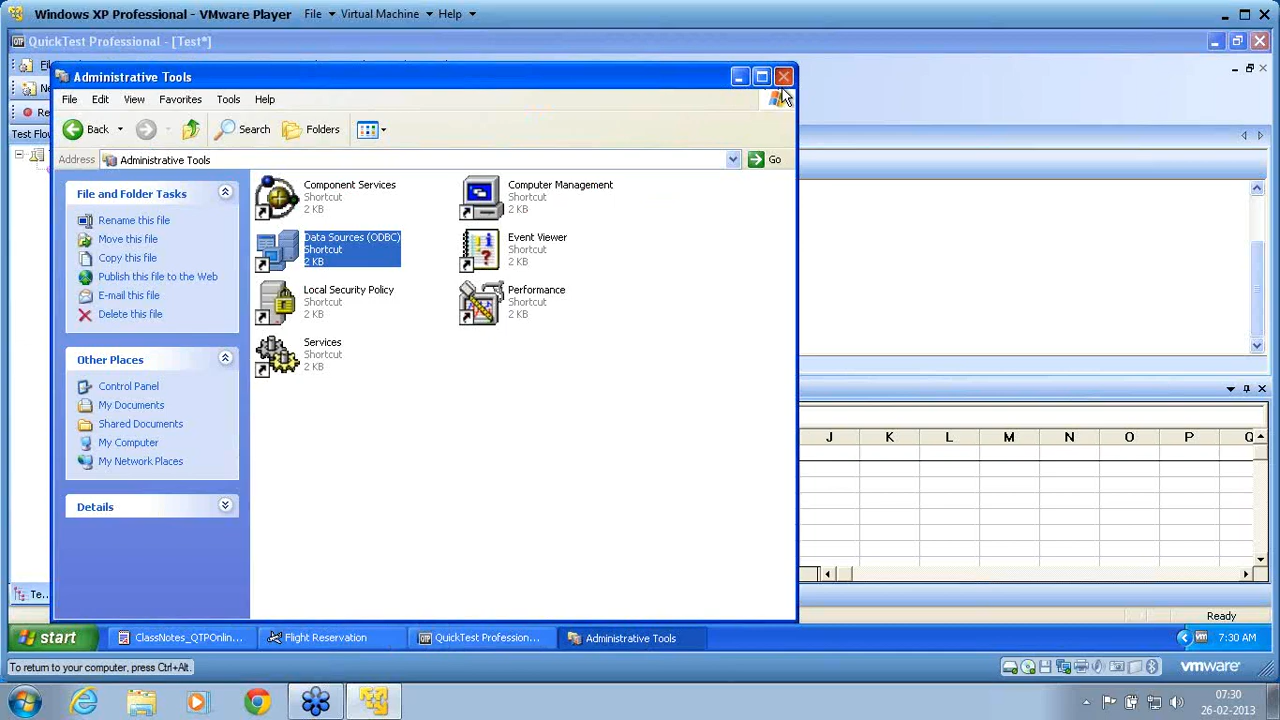 Windows XP Professional - VMware Player
File
Virtual Machine
Help
QuickTest Professional - [Test*]
Administrative Tools
File
Edit
View
Favorites
Tools
Help
Back
Search
Folders
Address
Administrative Tools
Go
Test Flow
File and Folder Tasks
Rename this file
Move this file
Copy this file
Publish this file to the Web
E-mail this file
Delete this file
Other Places
Control Panel
My Documents
Shared Documents
My Computer
My Network Places
Details
Component Services
Shortcut
2 KB
Computer Management
Shortcut
2 KB
Data Sources (ODBC)
Shortcut
2 KB
Event Viewer
Shortcut
2 KB
Local Security Policy
Shortcut
2 KB
Performance
Shortcut
2 KB
Services
Shortcut
2 KB
J K L M N O P Q
Te...
Ready
start
ClassNotes_QTPOnlin...
Flight Reservation
QuickTest Profession...
Administrative Tools
7:30 AM
To return to your computer, press Ctrl+Alt.
vmware
07:30
26-02-2013